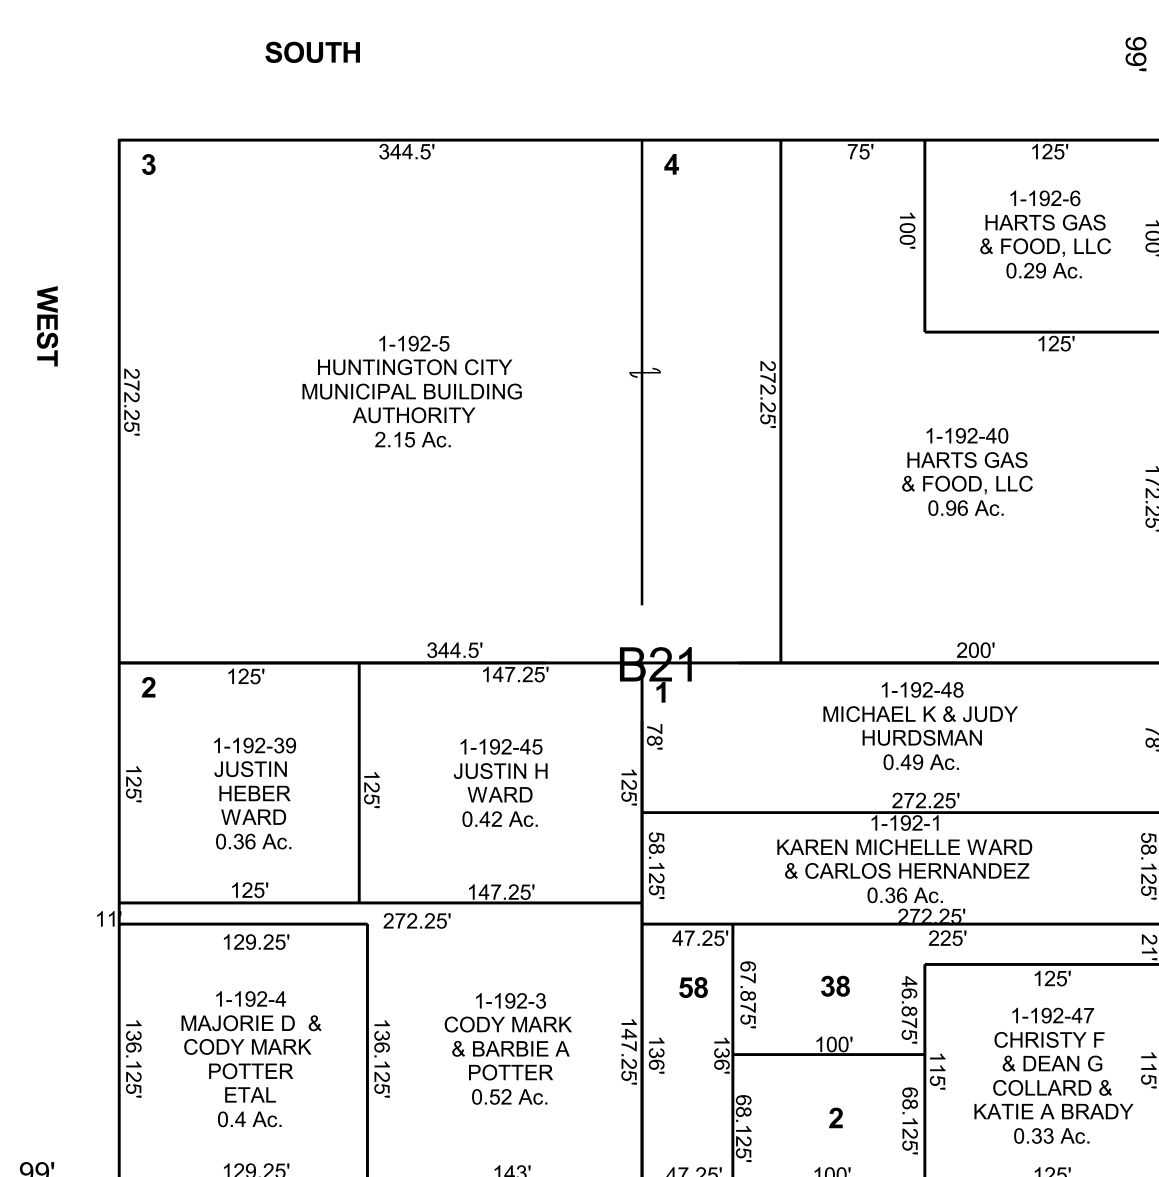 SOUTH
99'
WEST
3
344.5'
4
75'
125'
1-192-6
HARTS GAS
& FOOD, LLC
0.29 Ac.
100'
100'
125'
1-192-5
HUNTINGTON CITY
MUNICIPAL BUILDING
AUTHORITY
2.15 Ac.
272.25'
272.25'
1-192-40
HARTS GAS
& FOOD, LLC
0.96 Ac.
172.25'
344.5'
B21
200'
2
125'
147.25'
1
1-192-39
JUSTIN
HEBER
WARD
0.36 Ac.
125'
125'
1-192-45
JUSTIN H
WARD
0.42 Ac.
125'
78'
1-192-48
MICHAEL K & JUDY
HURDSMAN
0.49 Ac.
78'
272.25'
1-192-1
KAREN MICHELLE WARD
& CARLOS HERNANDEZ
0.36 Ac.
58.125'
58.125'
272.25'
125'
147.25'
11'
272.25'
129.25'
1-192-4
MAJORIE D &
CODY MARK
POTTER
ETAL
0.4 Ac.
136.125'
136.125'
1-192-3
CODY MARK
& BARBIE A
POTTER
0.52 Ac.
147.25'
47.25'
58
136'
136'
225'
21'
67.875'
38
46.875'
100'
68.125'
2
68.125'
125'
1-192-47
CHRISTY F
& DEAN G
COLLARD &
KATIE A BRADY
0.33 Ac.
115'
115'
99'
129.25'
143'
47.25'
100'
125'